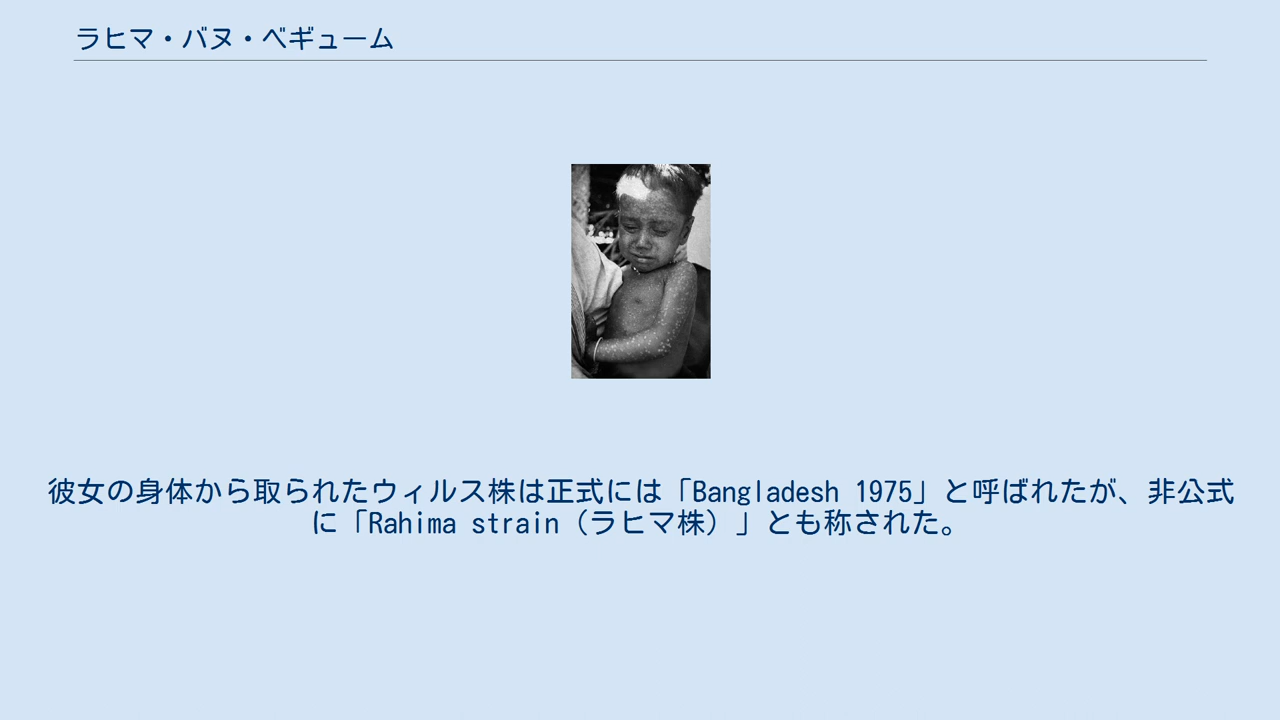 ラヒマ・バヌ・ベギューム
彼女の身体から取られたウィルス株は正式には「Bangladesh 1975」と呼ばれたが、非公式
に「Rahima strain（ラヒマ株）」とも称された。